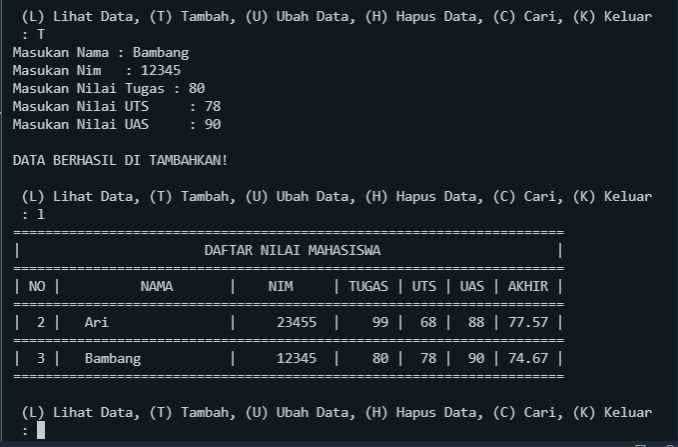 (L) Lihat Data, (T) Tambah, (U) Ubah Data, (H) Hapus Data, (C) Cari, (K) Keluar
: T
Masukan Nama : Bambang
Masukan Nim   : 12345
Masukan Nilai Tugas : 80
Masukan Nilai UTS     : 78
Masukan Nilai UAS     : 90
DATA BERHASIL DI TAMBAHKAN!
(L) Lihat Data, (T) Tambah, (U) Ubah Data, (H) Hapus Data, (C) Cari, (K) Keluar
: l
=====================================================================
|                       DAFTAR NILAI MAHASISWA                      |
=====================================================================
| NO |          NAMA       |    NIM     | TUGAS | UTS | UAS | AKHIR |
=====================================================================
|  2 |   Ari               |     23455  |    99 |  68 |  88 | 77.57 |
=====================================================================
|  3 |   Bambang           |     12345  |    80 |  78 |  90 | 74.67 |
=====================================================================
(L) Lihat Data, (T) Tambah, (U) Ubah Data, (H) Hapus Data, (C) Cari, (K) Keluar
: